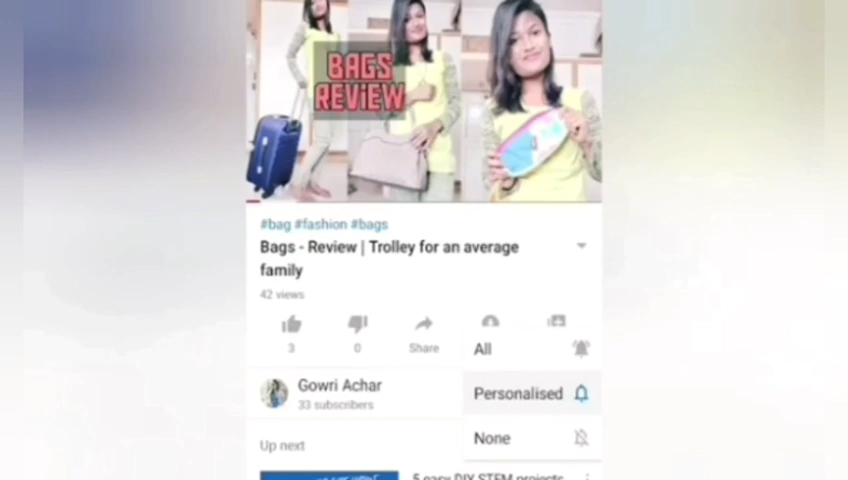 BAGS
REVIEW
#bag #fashion #bags
Bags - Review | Trolley for an average
family
42 views
3
0
Share
All
Gowri Achar
Personalised
33 subscribers
None
Up next
5 easy DIY STEM projects